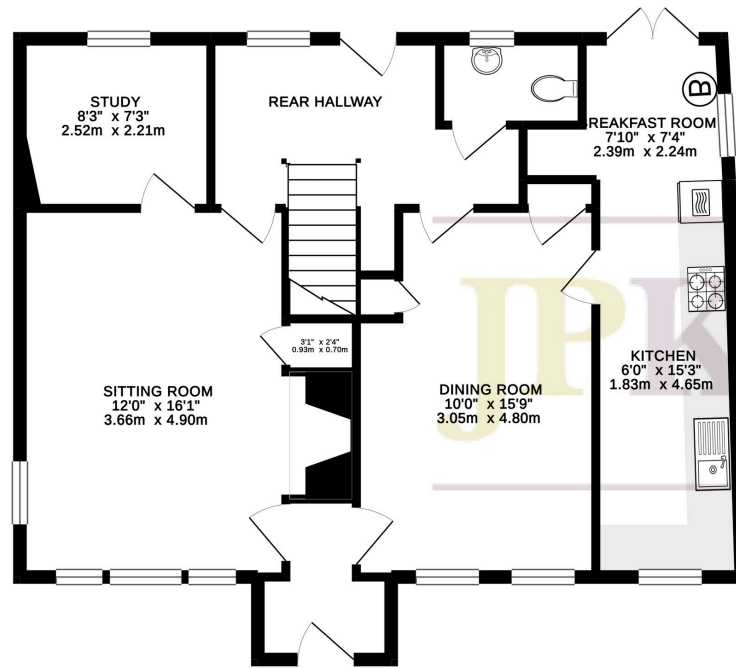 STUDY
8'3" x 7'3"
2.52m x 2.21m
REAR HALLWAY
B
BREAKFAST ROOM
7'10" x 7'4"
2.39m x 2.24m
3'1" x 2'4"
0.93m x 0.70m
SITTING ROOM
12'0" x 16'1"
3.66m x 4.90m
DINING ROOM
10'0" x 15'9"
3.05m x 4.80m
KITCHEN
6'0" x 15'3"
1.83m x 4.65m
JPK